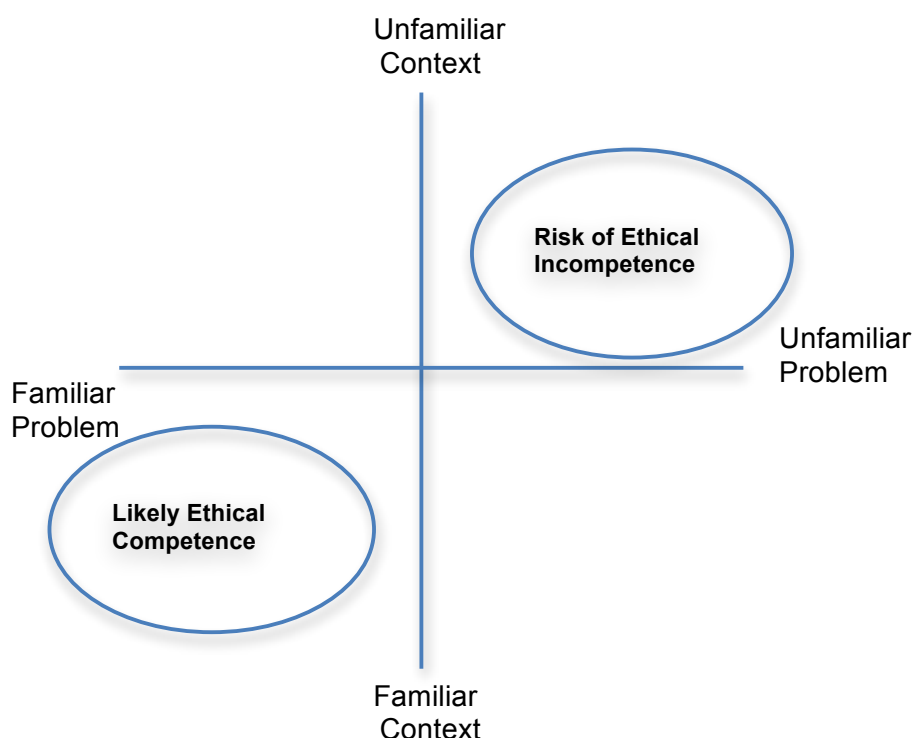 Unfamiliar
Context
Risk of Ethical
Incompetence
Unfamiliar
Problem
Familiar
Problem
Likely Ethical
Competence
Familiar
Context